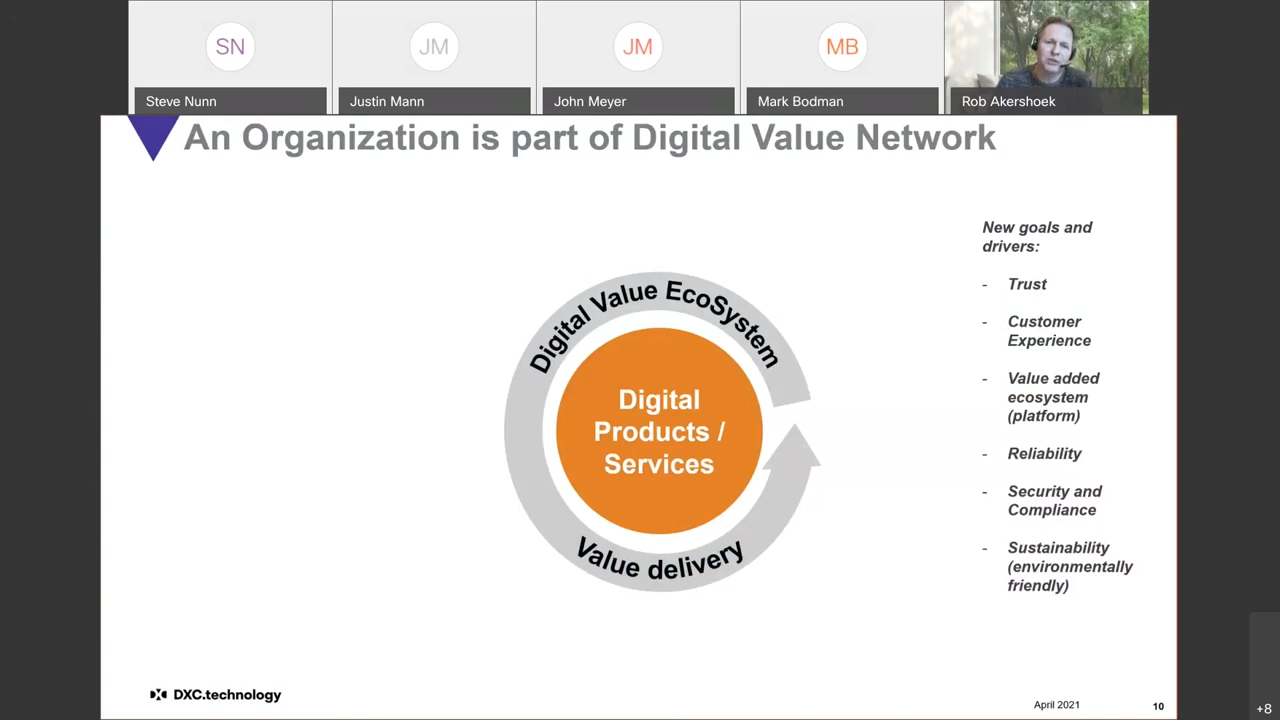 SN
JM
JM
MB
Steve Nunn
Justin Mann
John Meyer
Mark Bodman
Rob Akershoek
An Organization is part of Digital Value Network
New goals and
drivers:
- Trust
- Customer
Experience
- Value added
ecosystem
(platform)
- Reliability
- Security and
Compliance
- Sustainability
(environmentally
friendly)
Digital Value EcoSystem
Digital
Products /
Services
Value delivery
DXC.technology
April 2021
10
+8